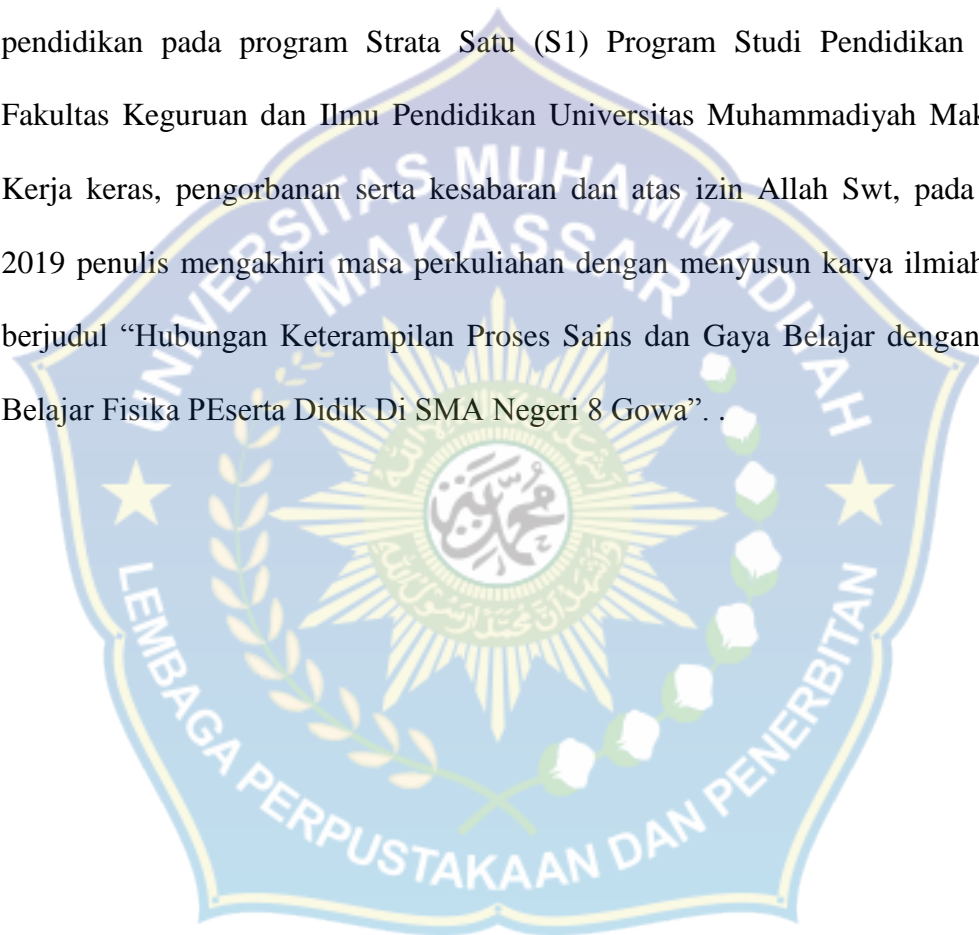 pendidikan pada program Strata Satu (S1) Program Studi Pendidikan
Fakultas Keguruan dan Ilmu Pendidikan Universitas Muhammadiyah Mak
Kerja keras, pengorbanan serta kesabaran dan atas izin Allah Swt, pada
2019 penulis mengakhiri masa perkuliahan dengan menyusun karya ilmiah
berjudul “Hubungan Keterampilan Proses Sains dan Gaya Belajar dengan
Belajar Fisika PEserta Didik Di SMA Negeri 8 Gowa”. .
UNIVERSITAS MUHAMMADIYAH
MAKASSAR
LEMBAGA PERPUSTAKAAN DAN PENERBITAN